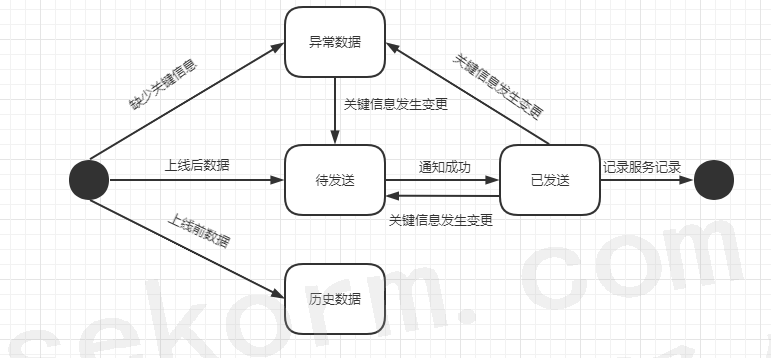 异常数据
缺少关键信息
关键信息发生变更
关键信息发生变更
上线后数据
待发送
通知成功
已发送
记录服务记录
关键信息发生变更
上线前数据
历史数据
sekorm.com